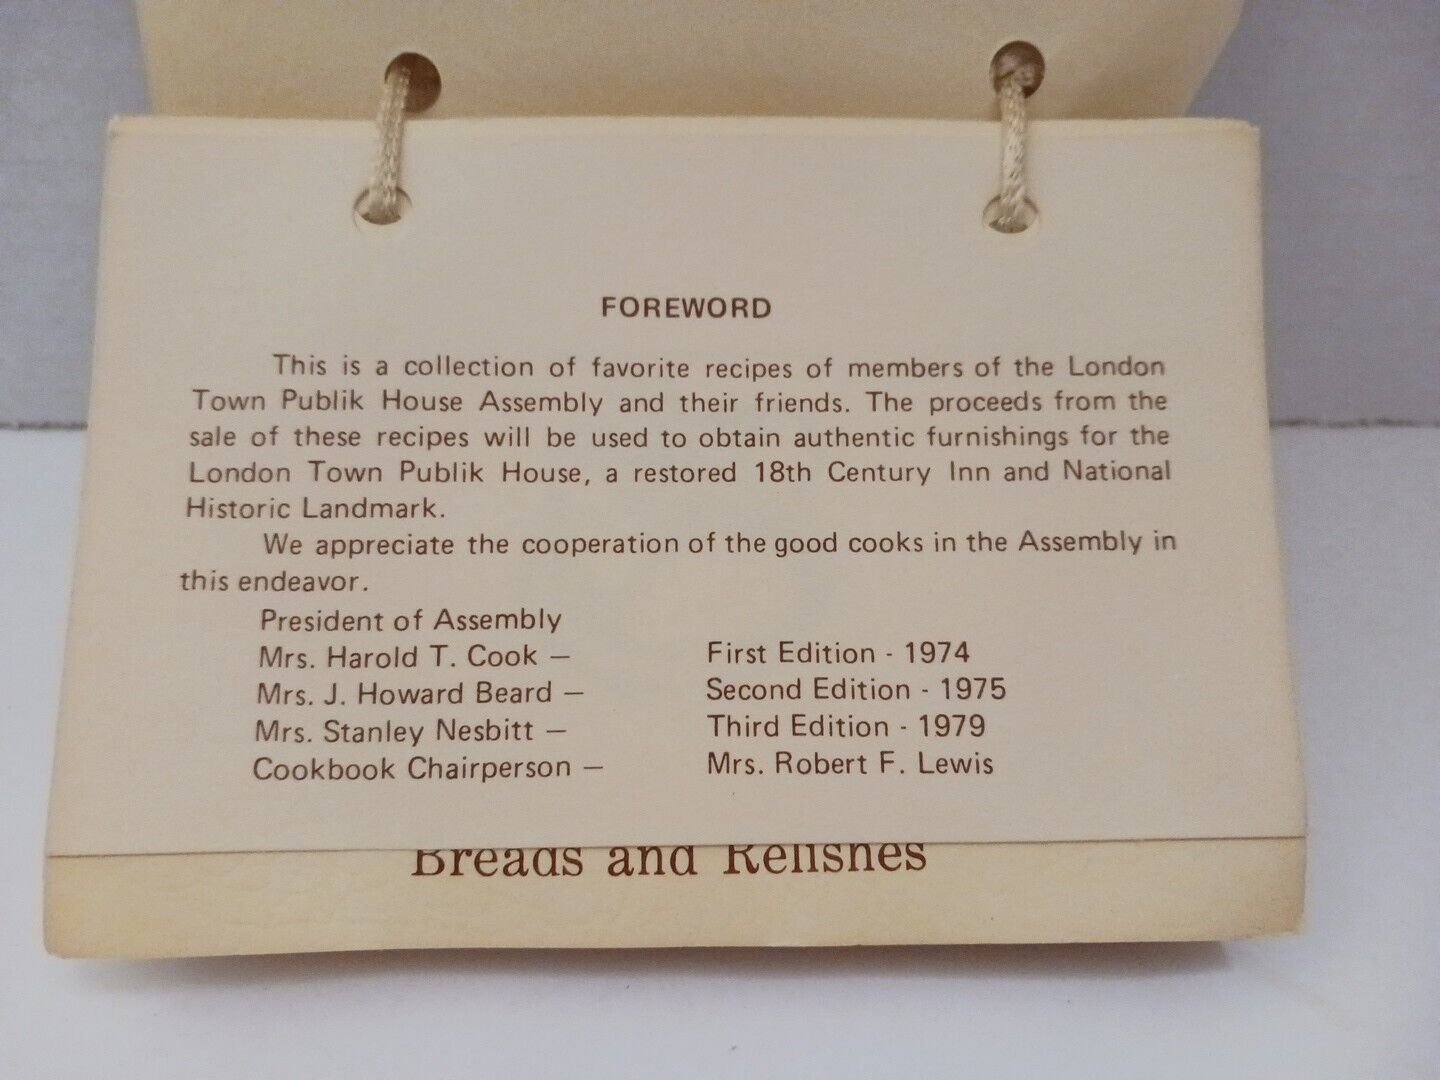 FOREWORD
This is a collection of favorite recipes of members of the London
Town Publik House Assembly and their friends. The proceeds from the
sale of these recipes will be used to obtain authentic furnishings for the
London Town Publik House, a restored 18th Century Inn and National
Historic Landmark.
We appreciate the cooperation of the good cooks in the Assembly in
this endeavor.
President of Assembly
Mrs. Harold T. Cook — First Edition - 1974
Mrs. J. Howard Beard — Second Edition - 1975
Mrs. Stanley Nesbitt — Third Edition - 1979
Cookbook Chairperson — Mrs. Robert F. Lewis
Breads and Relishes